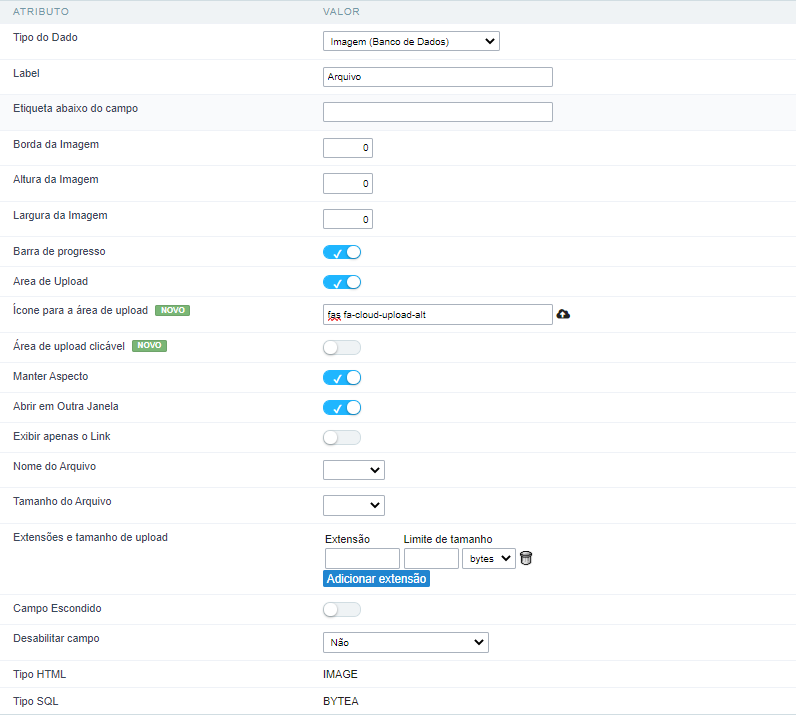 ATRIBUTO VALOR
Tipo do Dado Imagem (Banco de Dados)
Label Arquivo
Etiqueta abaixo do campo
Borda da Imagem 0
Altura da Imagem 0
Largura da Imagem 0
Barra de progresso
Area de Upload
Ícone para a área de upload NOVO fas fa-cloud-upload-alt
Área de upload clicável NOVO
Manter Aspecto
Abrir em Outra Janela
Exibir apenas o Link
Nome do Arquivo
Tamanho do Arquivo
Extensões e tamanho de upload Extensão Limite de tamanho
bytes
Adicionar extensão
Campo Escondido
Desabilitar campo Não
Tipo HTML IMAGE
Tipo SQL BYTEA